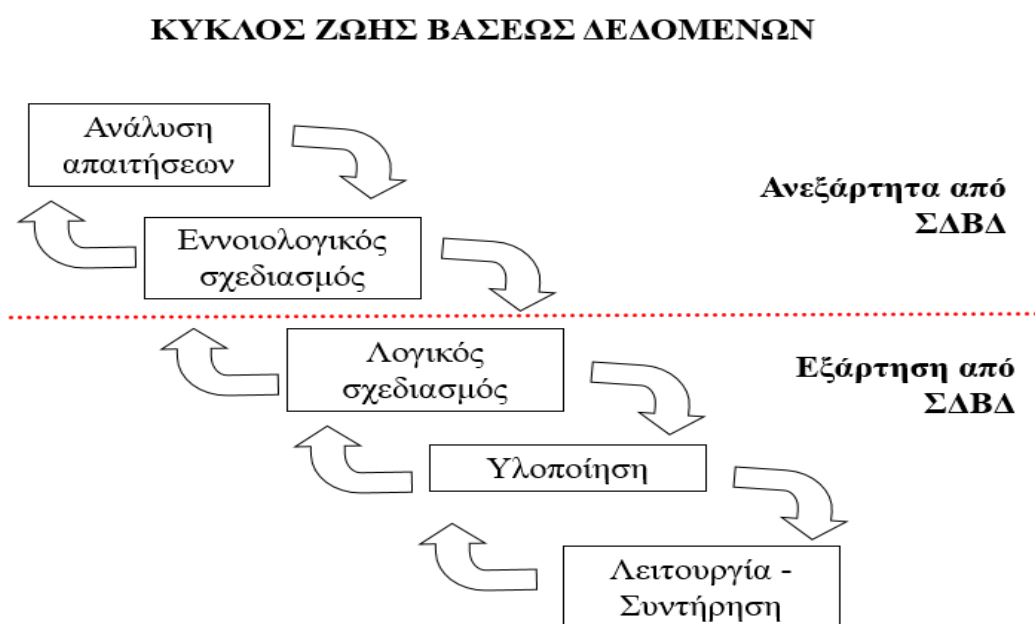 ΚΥΚΛΟΣ ΖΩΗΣ ΒΑΣΕΩΣ ΔΕΔΟΜΕΝΩΝ
Ανάλυση
απαιτήσεων
Ανεξάρτητα από
ΣΔΒΔ
Εννοιολογικός
σχεδιασμός
Λογικός
σχεδιασμός
Εξάρτηση από
ΣΔΒΔ
Υλοποίηση
Λειτουργία -
Συντήρηση